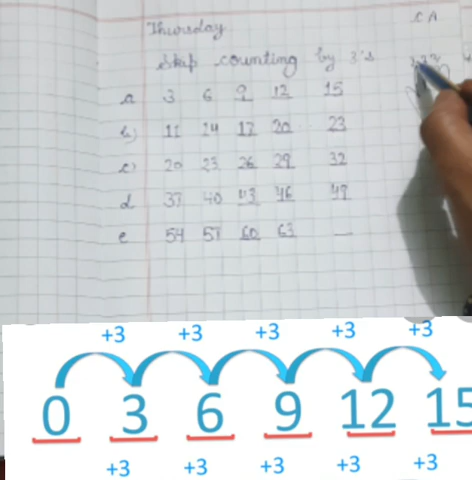 Thursday
C A
Skip counting by 3's
a 3 6 9 12 15
b) 11 14 17 20 23
c) 20 23 26 29 32
d 37 40 43 46 49
e 54 57 60 63 __
+3 +3 +3 +3 +3
0 3 6 9 12 15
+3 +3 +3 +3 +3